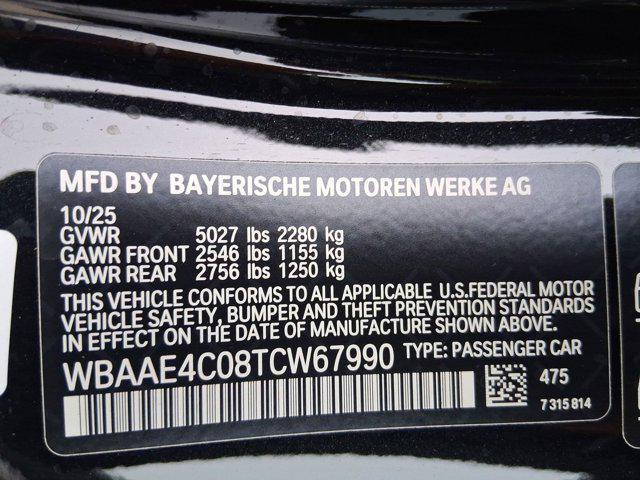 MFD BY BAYERISCHE MOTOREN WERKE AG
10/25
GVWR 5027 lbs 2280 kg
GAWR FRONT 2546 lbs 1155 kg
GAWR REAR 2756 lbs 1250 kg
THIS VEHICLE CONFORMS TO ALL APPLICABLE U.S.FEDERAL MOTOR
VEHICLE SAFETY, BUMPER AND THEFT PREVENTION STANDARDS
IN EFFECT ON THE DATE OF MANUFACTURE SHOWN ABOVE.
WBAAE4C08TCW67990 TYPE: PASSENGER CAR
475
7 315 814